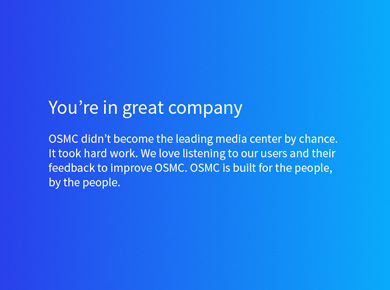 You’re in great company
OSMC didn’t become the leading media center by chance.
It took hard work. We love listening to our users and their
feedback to improve OSMC. OSMC is built for the people,
by the people.